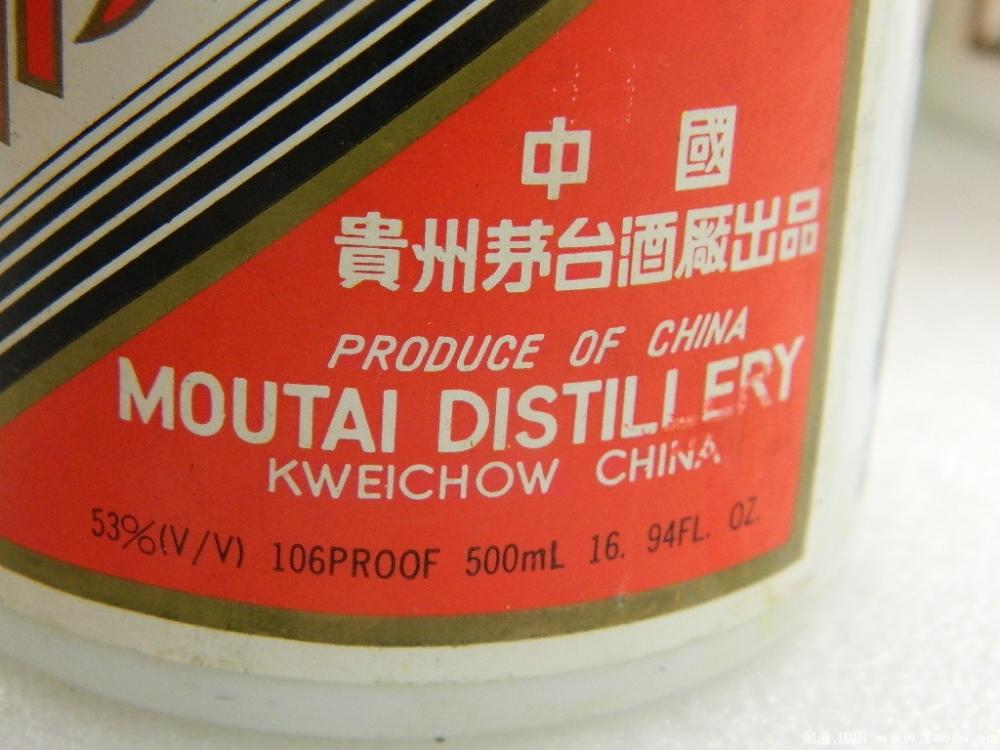 中國
貴州茅台酒廠出品
PRODUCE OF CHINA
MOUTAI DISTILLERY
KWEICHOW CHINA
53%(V/V) 106PROOF 500mL 16. 94FL. OZ.